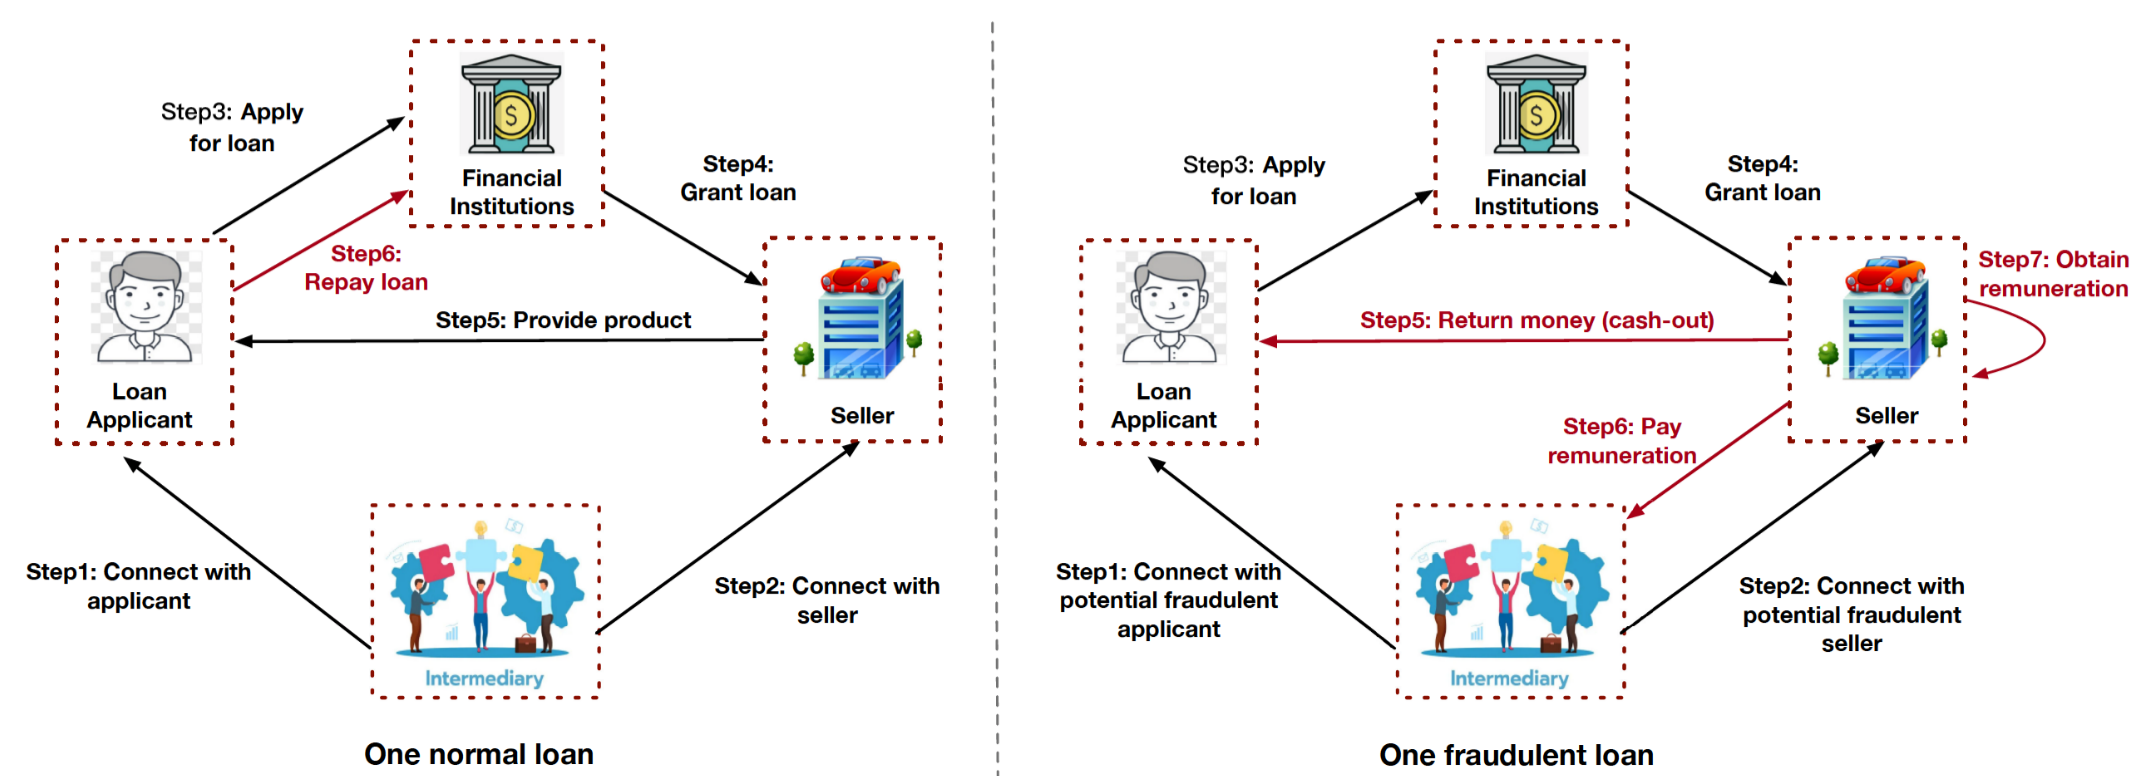 Step3: Apply
for loan
Financial
Institutions
Step4:
Grant loan
Step6:
Repay loan
Step5: Provide product
Loan
Applicant
Seller
Step1: Connect with
applicant
Step2: Connect with
seller
Intermediary
One normal loan
Step3: Apply
for loan
Financial
Institutions
Step4:
Grant loan
Step7: Obtain
remuneration
Step5: Return money (cash-out)
Loan
Applicant
Seller
Step6: Pay
remuneration
Step1: Connect with
potential fraudulent
applicant
Step2: Connect with
potential fraudulent
seller
Intermediary
One fraudulent loan